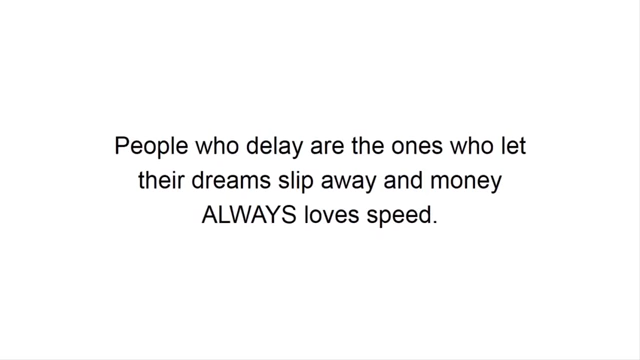 People who delay are the ones who let
their dreams slip away and money
ALWAYS loves speed.